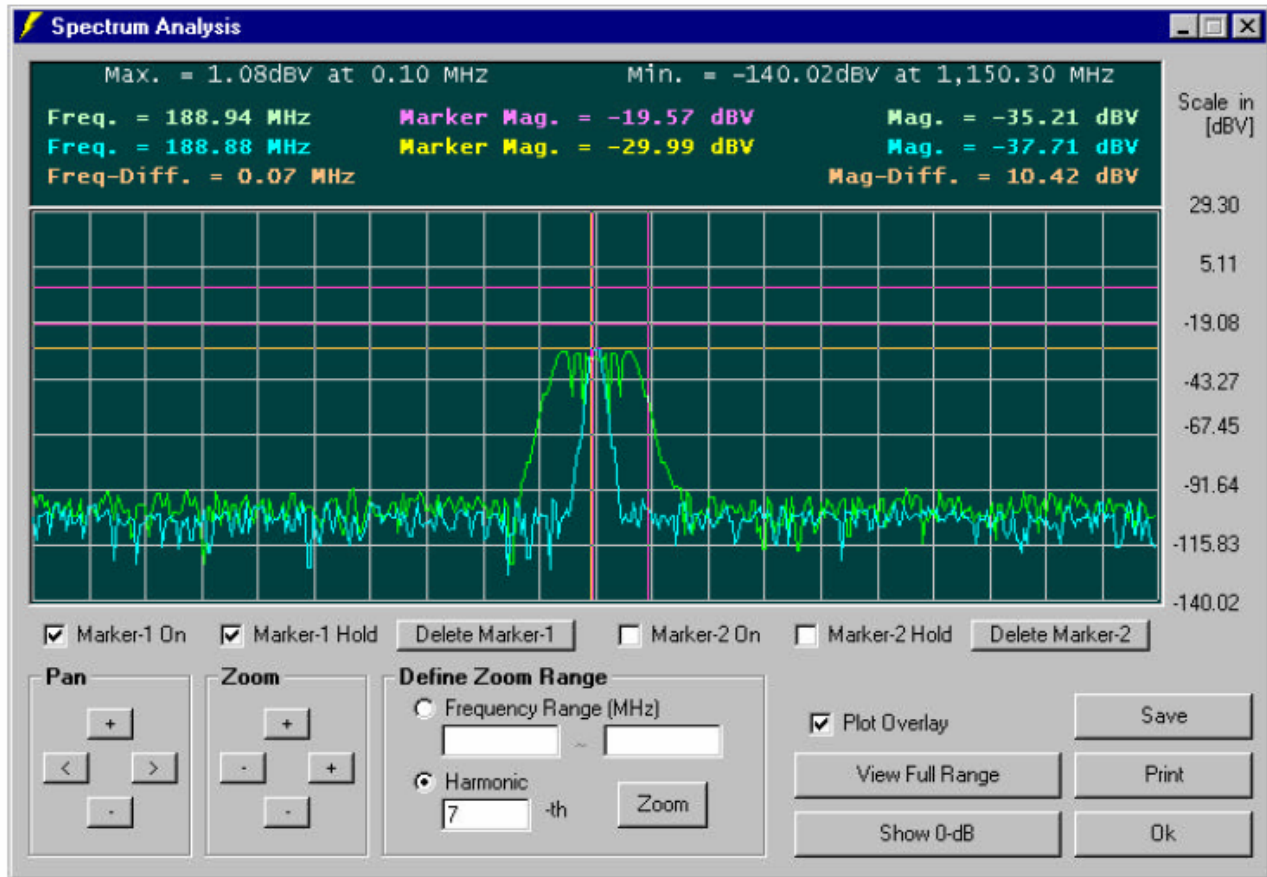 Spectrum Analysis
Max. = 1.08dBV at 0.10 MHz Min. = -140.02dBV at 1,150.30 MHz
Freq. = 188.94 MHz Marker Mag. = -19.57 dBV Mag. = -35.21 dBV
Freq. = 188.88 MHz Marker Mag. = -29.99 dBV Mag. = -37.71 dBV
Freq-Diff. = 0.07 MHz Mag-Diff. = 10.42 dBV
Scale in
[dBV]
29.30
5.11
-19.08
-43.27
-67.45
-91.64
-115.83
-140.02
Marker-1 On Marker-1 Hold Delete Marker-1 Marker-2 On Marker-2 Hold Delete Marker-2
Pan
+
< >
-
Zoom
+
- +
-
Define Zoom Range
Frequency Range (MHz)
~
Harmonic
7 -th Zoom
Plot Overlay Save
View Full Range Print
Show 0-dB Ok